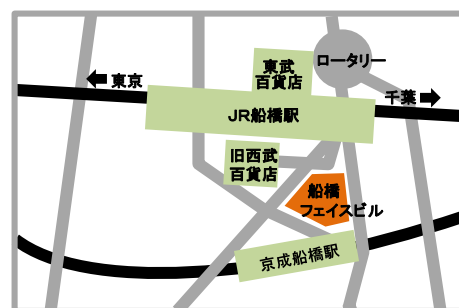 ロータリー
東武
百貨店
東京
千葉
JR船橋駅
旧西武
百貨店
船橋
フェイスビル
京成船橋駅